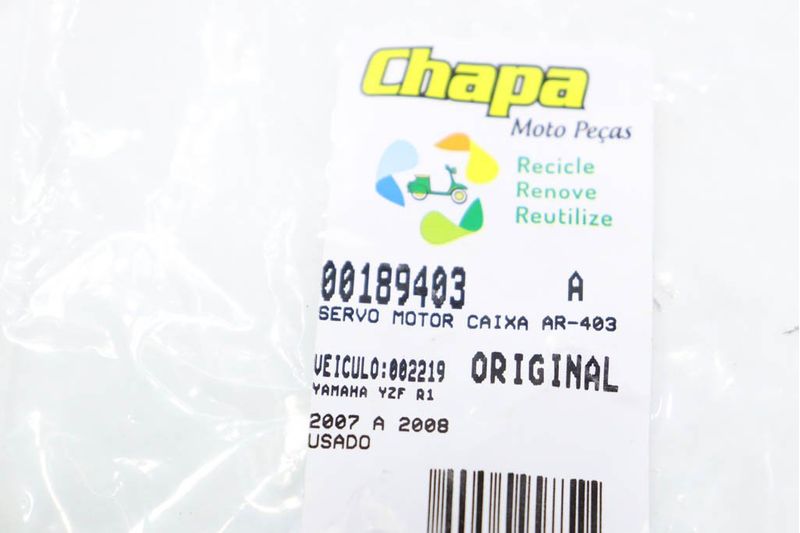 Chapa
Moto Peças
Recicle
Renove
Reutilize
00189403 A
SERVO MOTOR CAIXA AR-403
VEICULO:002219 ORIGINAL
YAMAHA YZF R1
2007 A 2008
USADO